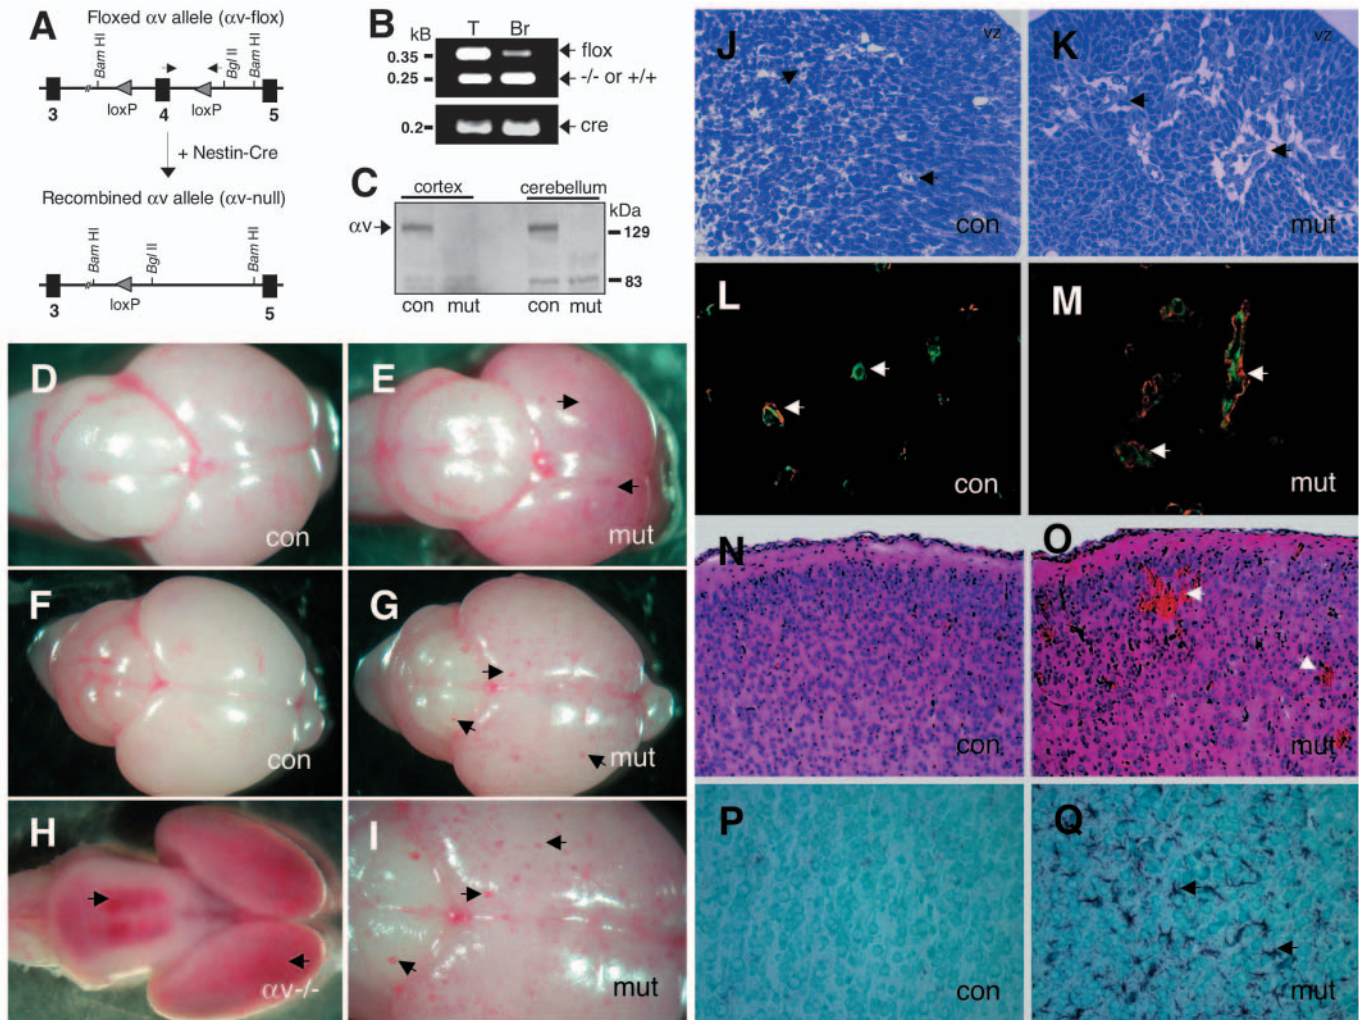 A
Floxed αv allele (αv-flox)
Bam HI
Bgl II
Bam HI
loxP
loxP
3
4
5
+ Nestin-Cre
Recombined αv allele (αv-null)
Bam HI
Bgl II
Bam HI
loxP
3
5
B
kB
T
Br
0.35
flox
0.25
-/- or +/+
0.2
cre
C
cortex
cerebellum
kDa
αv
129
83
con
mut
con
mut
D
con
E
mut
F
con
G
mut
H
αv-/-
I
mut
J
vz
con
K
vz
mut
L
con
M
mut
N
con
O
mut
P
con
Q
mut